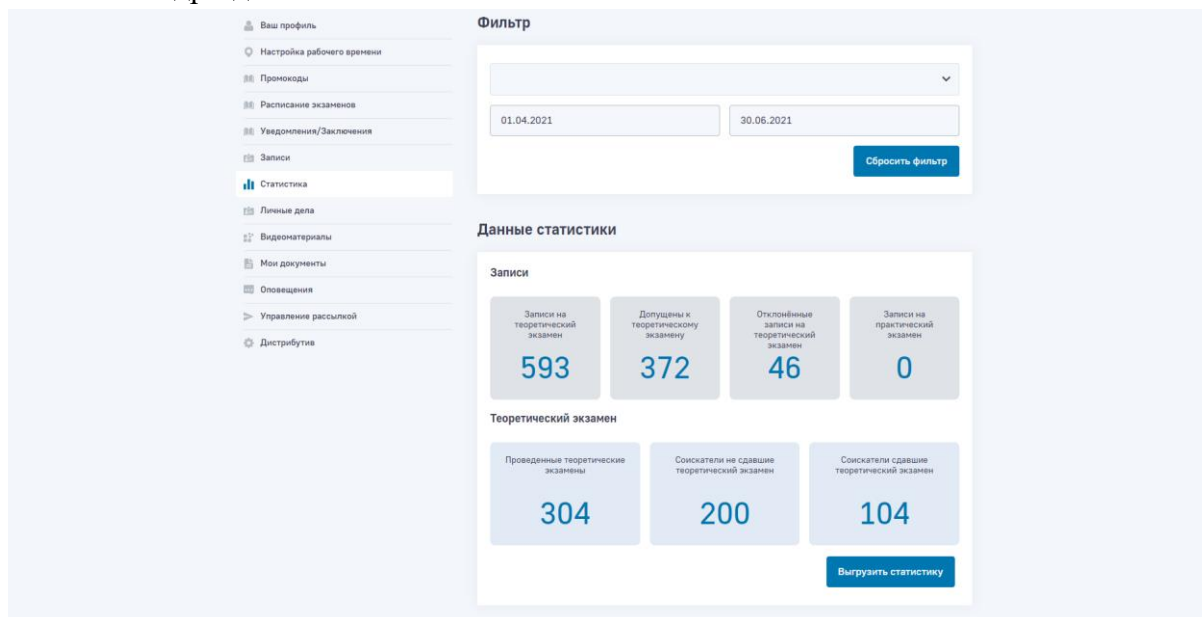 Ваш профиль
Настройка рабочего времени
Промокоды
Расписание экзаменов
Уведомления/Заключения
Записи
Статистика
Личные дела
Видеоматериалы
Мои документы
Оповещения
Управление рассылкой
Дистрибутив
Фильтр
01.04.2021
30.06.2021
Сбросить фильтр
Данные статистики
Записи
Записи на
теоретический
экзамен
593
Допущены к
теоретическому
экзамену
372
Отклонённые
записи на
теоретический
экзамен
46
Записи на
практический
экзамен
0
Теоретический экзамен
Проведенные теоретические
экзамены
304
Соискатели не сдавшие
теоретический экзамен
200
Соискатели сдавшие
теоретический экзамен
104
Выгрузить статистику